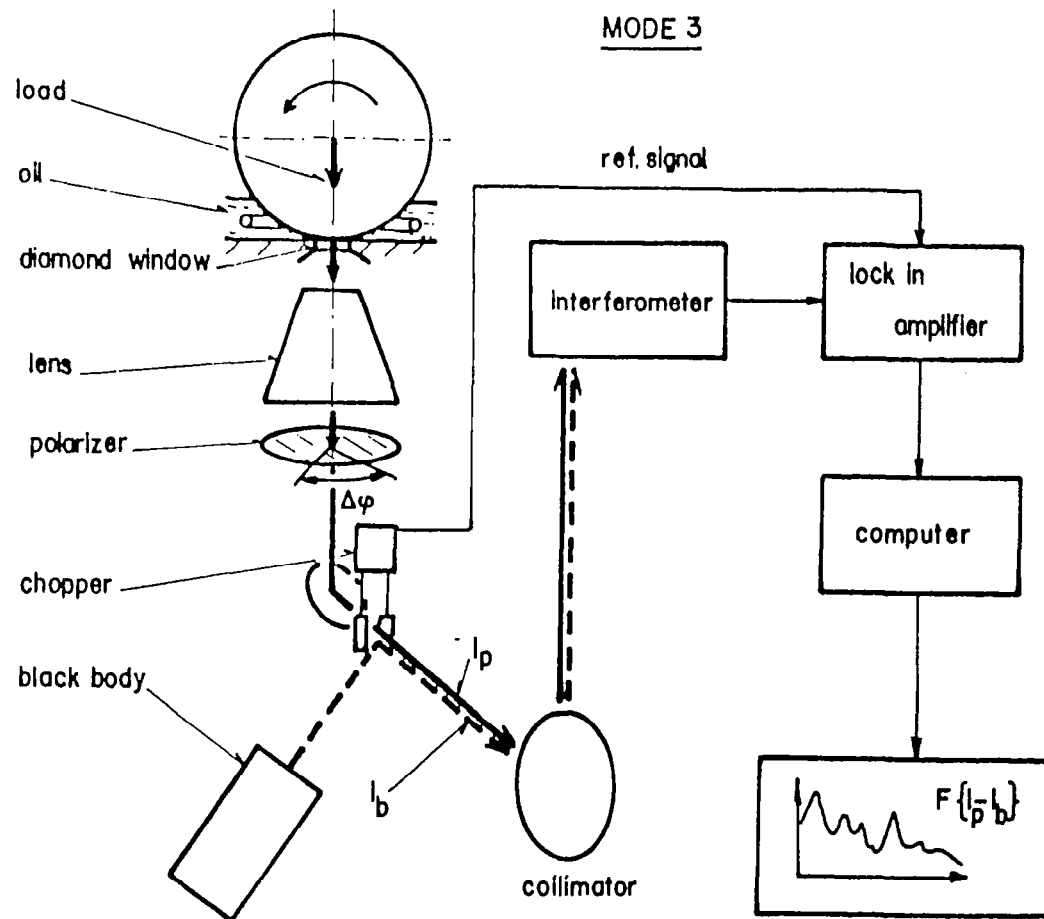 MODE 3
load
oil
diamond window
lens
polarizer
Δφ
chopper
black body
I_p
I_b
collimator
interferometer
ref. signal
lock in
amplifier
computer
F{I_p-I_b}